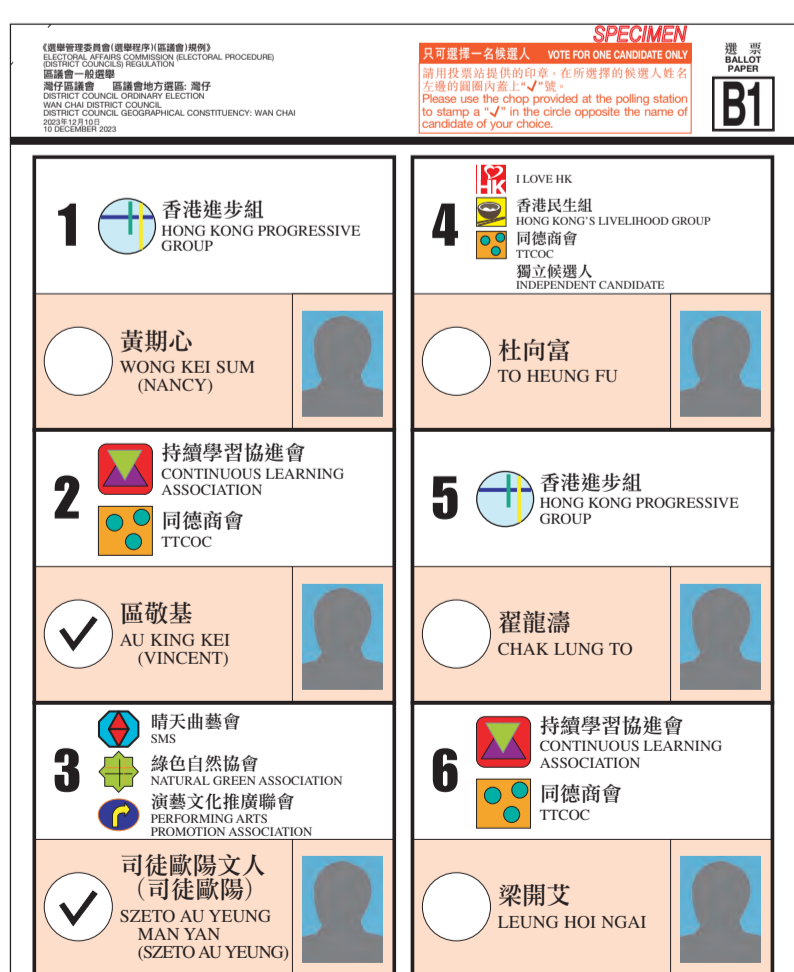 《選舉管理委員會(選舉程序)(區議會)規例》
ELECTORAL AFFAIRS COMMISSION (ELECTORAL PROCEDURE)
(DISTRICT COUNCILS) REGULATION
區議會一般選舉
灣仔區議會 區議會地方選區: 灣仔
DISTRICT COUNCIL ORDINARY ELECTION
WAN CHAI DISTRICT COUNCIL
DISTRICT COUNCIL GEOGRAPHICAL CONSTITUENCY: WAN CHAI
2023年12月10日
10 DECEMBER 2023
SPECIMEN
只可選擇一名候選人 VOTE FOR ONE CANDIDATE ONLY
請用投票站提供的印章，在所選擇的候選人姓名
左邊的圓圈內蓋上“✓”號。
Please use the chop provided at the polling station
to stamp a “✓” in the circle opposite the name of
candidate of your choice.
選票
BALLOT
PAPER
B1
1
香港進步組
HONG KONG PROGRESSIVE
GROUP
黃期心
WONG KEI SUM
(NANCY)
2
持續學習協進會
CONTINUOUS LEARNING
ASSOCIATION
同德商會
TTCOC
區敬基
AU KING KEI
(VINCENT)
3
晴天曲藝會
SMS
綠色自然協會
NATURAL GREEN ASSOCIATION
演藝文化推廣聯會
PERFORMING ARTS
PROMOTION ASSOCIATION
司徒歐陽文人
(司徒歐陽)
SZETO AU YEUNG
MAN YAN
(SZETO AU YEUNG)
4
HK
I LOVE HK
香港民生組
HONG KONG'S LIVELIHOOD GROUP
同德商會
TTCOC
獨立候選人
INDEPENDENT CANDIDATE
杜向富
TO HEUNG FU
5
香港進步組
HONG KONG PROGRESSIVE
GROUP
翟龍濤
CHAK LUNG TO
6
持續學習協進會
CONTINUOUS LEARNING
ASSOCIATION
同德商會
TTCOC
梁開艾
LEUNG HOI NGAI